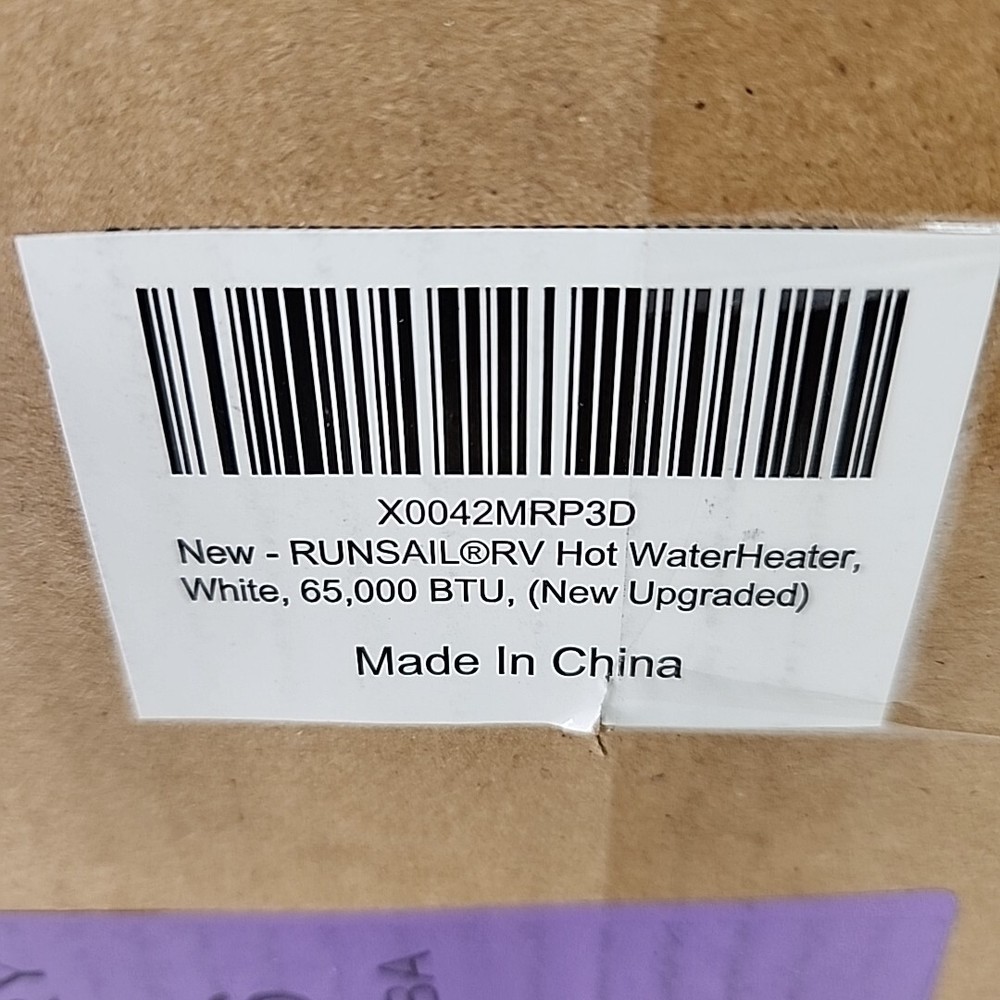 X0042MRP3D
New - RUNSAIL®RV Hot WaterHeater,
White, 65,000 BTU, (New Upgraded)
Made In China